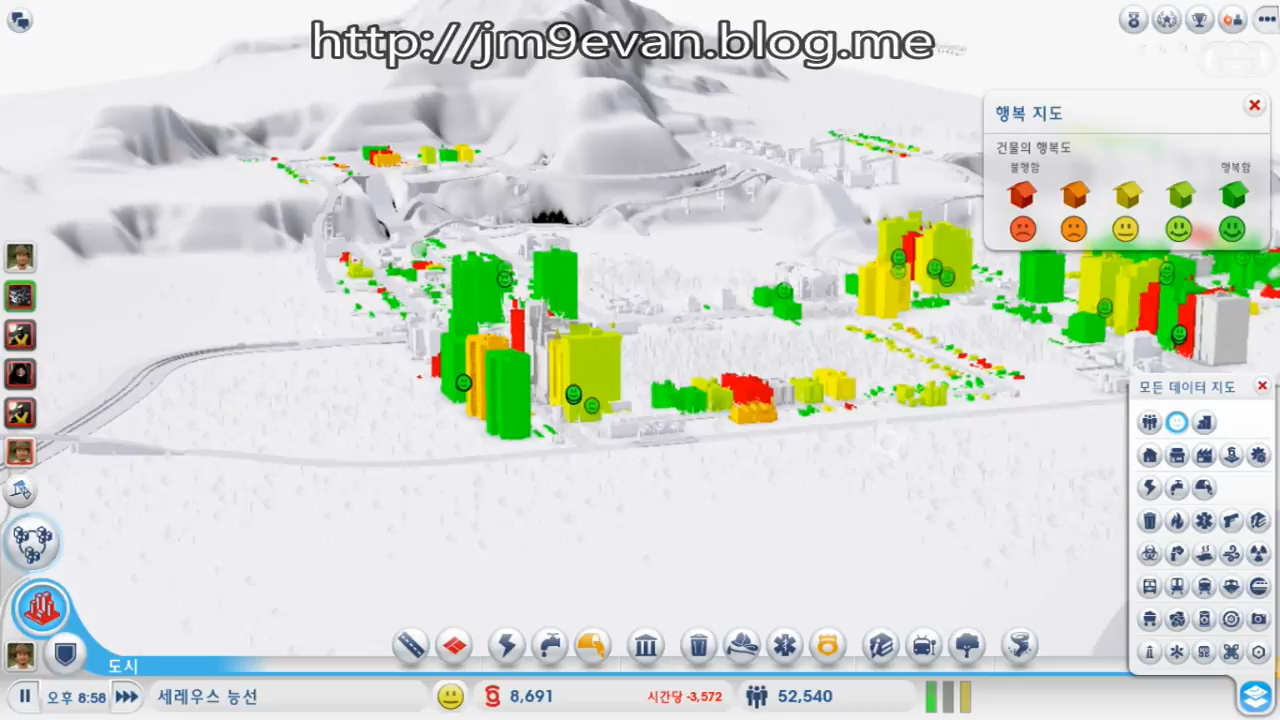 http://jm9evan.blog.me
행복 지도
건물의 행복도
불행함
행복함
모든 데이터 지도
도시
오후 8:58
세레우스 능선
8,691
시간당 -3,572
52,540